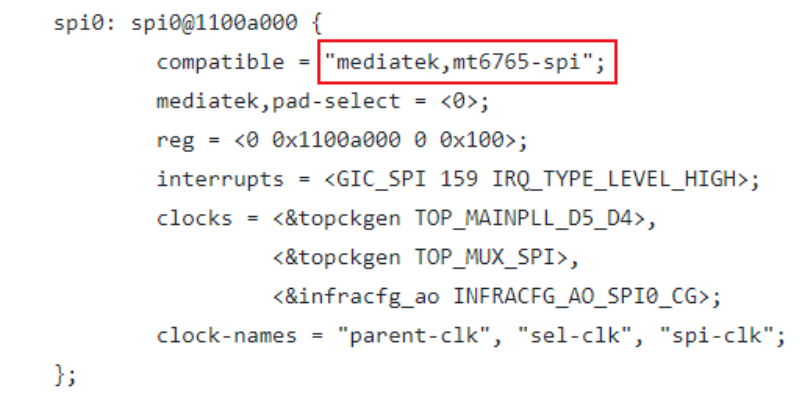 spi0: spi0@1100a000 {
compatible = "mediatek,mt6765-spi";
mediatek,pad-select = <0>;
reg = <0 0x1100a000 0 0x100>;
interrupts = <GIC_SPI 159 IRQ_TYPE_LEVEL_HIGH>;
clocks = <&topckgen TOP_MAINPLL_D5_D4>,
<&topckgen TOP_MUX_SPI>,
<&infracfg_ao INFRACFG_AO_SPI0_CG>;
clock-names = "parent-clk", "sel-clk", "spi-clk";
};